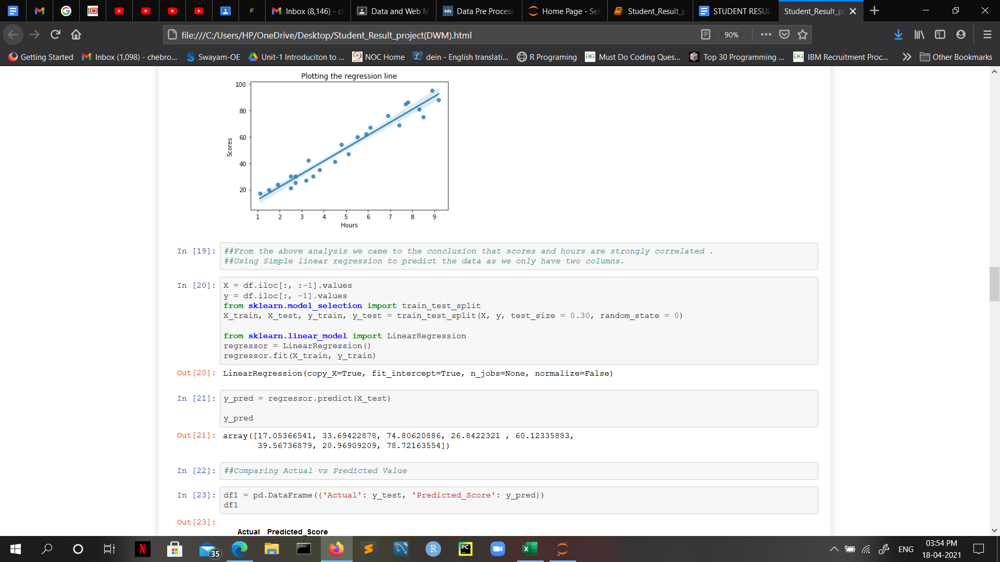 Inbox (8,146) - cl
Data and Web M
tds
Data Pre Process
Home Page - Sel
Student_Result_p
STUDENT RESUL
Student_Result_pr
file:///C:/Users/HP/OneDrive/Desktop/Student_Result_project(DWM).html
90%
Getting Started
Inbox (1,098) - chebro...
Swayam-OE
Unit-1 Introduciton to ...
NOC Home
dein - English translati...
R Programing
Must Do Coding Ques...
Top 30 Programming ...
IBM Recruitment Proc...
Other Bookmarks
Plotting the regression line
100
80
60
40
20
Scores
1 2 3 4 5 6 7 8 9
Hours
In [19]: ##From the above analysis we came to the conclusion that scores and hours are strongly correlated .
##Using Simple linear regression to predict the data as we only have two columns.
In [20]: X = df.iloc[:, :-1].values
y = df.iloc[:, -1].values
from sklearn.model_selection import train_test_split
X_train, X_test, y_train, y_test = train_test_split(X, y, test_size = 0.30, random_state = 0)
from sklearn.linear_model import LinearRegression
regressor = LinearRegression()
regressor.fit(X_train, y_train)
Out[20]: LinearRegression(copy_X=True, fit_intercept=True, n_jobs=None, normalize=False)
In [21]: y_pred = regressor.predict(X_test)
y_pred
Out[21]: array([17.05366541, 33.69422878, 74.80620886, 26.8422321 , 60.12335883,
39.56736879, 20.96909209, 78.72163554])
In [22]: ##Comparing Actual vs Predicted Value
In [23]: df1 = pd.DataFrame({'Actual': y_test, 'Predicted_Score': y_pred})
df1
Out[23]:
Actual Predicted_Score
35
ENG
03:54 PM
18-04-2021